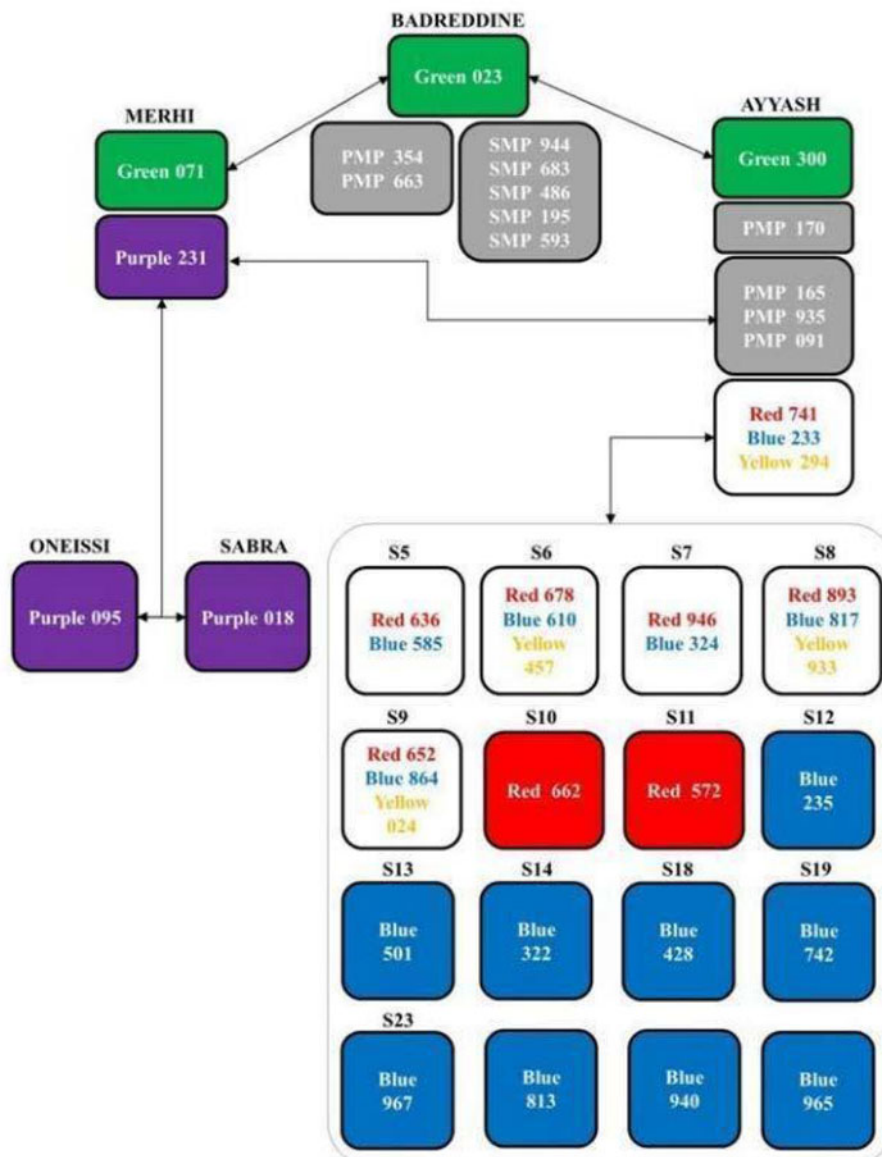 BADREDDINE
Green 023
MERHI
Green 071
PMP 354
PMP 663
SMP 944
SMP 683
SMP 486
SMP 195
SMP 593
AYYASH
Green 300
PMP 170
Purple 231
PMP 165
PMP 935
PMP 091
Red 741
Blue 233
Yellow 294
ONEISSI
Purple 095
SABRA
Purple 018
S5
Red 636
Blue 585
S6
Red 678
Blue 610
Yellow
457
S7
Red 946
Blue 324
S8
Red 893
Blue 817
Yellow
933
S9
Red 652
Blue 864
Yellow
024
S10
Red 662
S11
Red 572
S12
Blue
235
S13
Blue
501
S14
Blue
322
S18
Blue
428
S19
Blue
742
S23
Blue
967
Blue
813
Blue
940
Blue
965